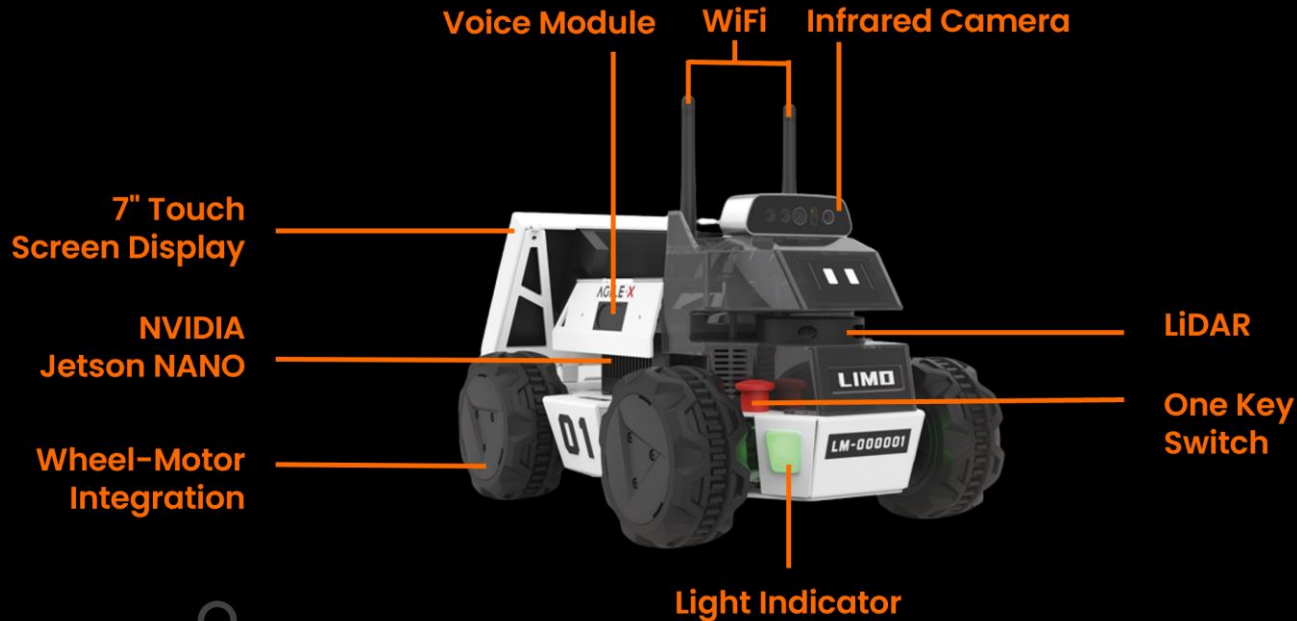 Voice Module
WiFi
Infrared Camera
7" Touch
Screen Display
NVIDIA
Jetson NANO
Wheel-Motor
Integration
AGILE-X
LIMO
LM-000001
01
LiDAR
One Key
Switch
Light Indicator